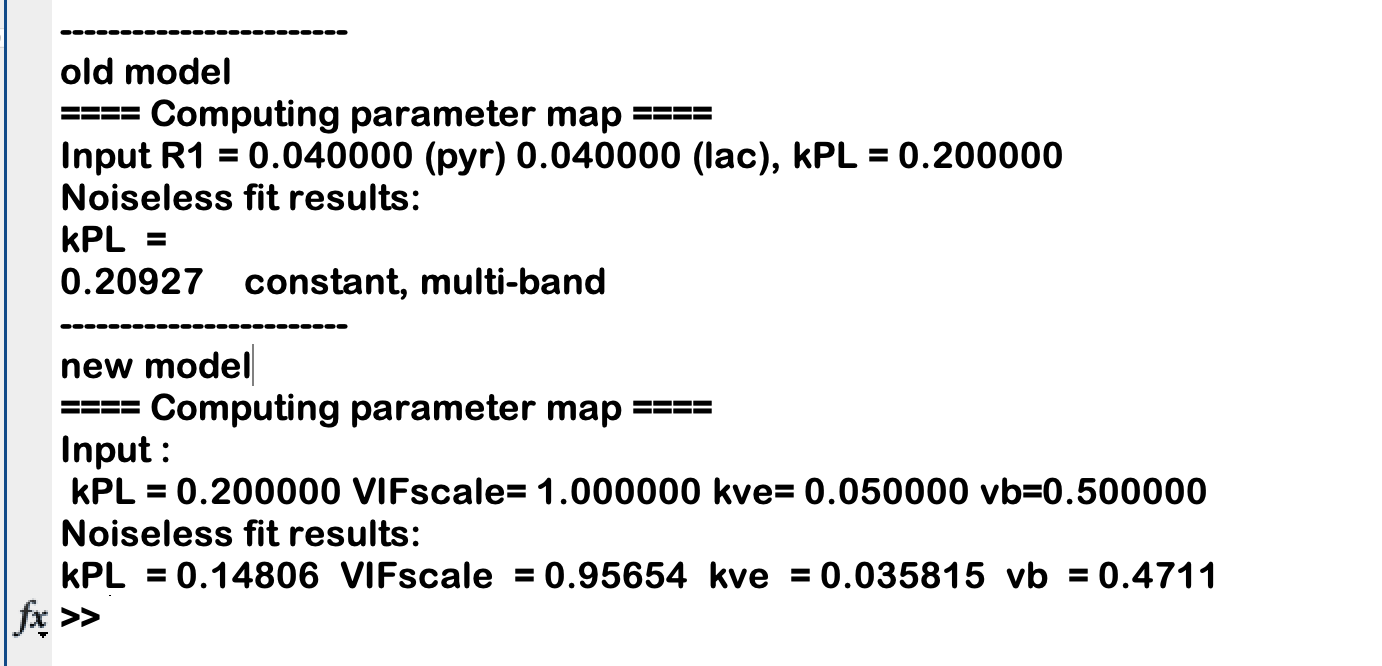 ------------------------
old model
==== Computing parameter map ====
Input R1 = 0.040000 (pyr) 0.040000 (lac), kPL = 0.200000
Noiseless fit results:
kPL  =
0.20927    constant, multi-band
------------------------
new model
==== Computing parameter map ====
Input :
 kPL = 0.200000 VIFscale= 1.000000 kve= 0.050000 vb=0.500000
Noiseless fit results:
kPL  = 0.14806  VIFscale  = 0.95654  kve  = 0.035815  vb  = 0.4711
fx >>